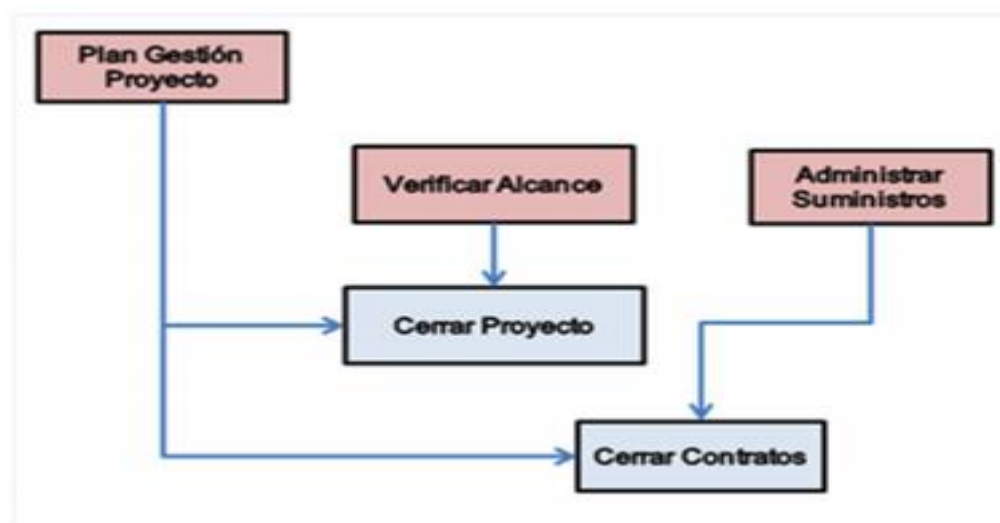 Plan Gestión
Proyecto
Verificar Alcance
Administrar
Suministros
Cerrar Proyecto
Cerrar Contratos